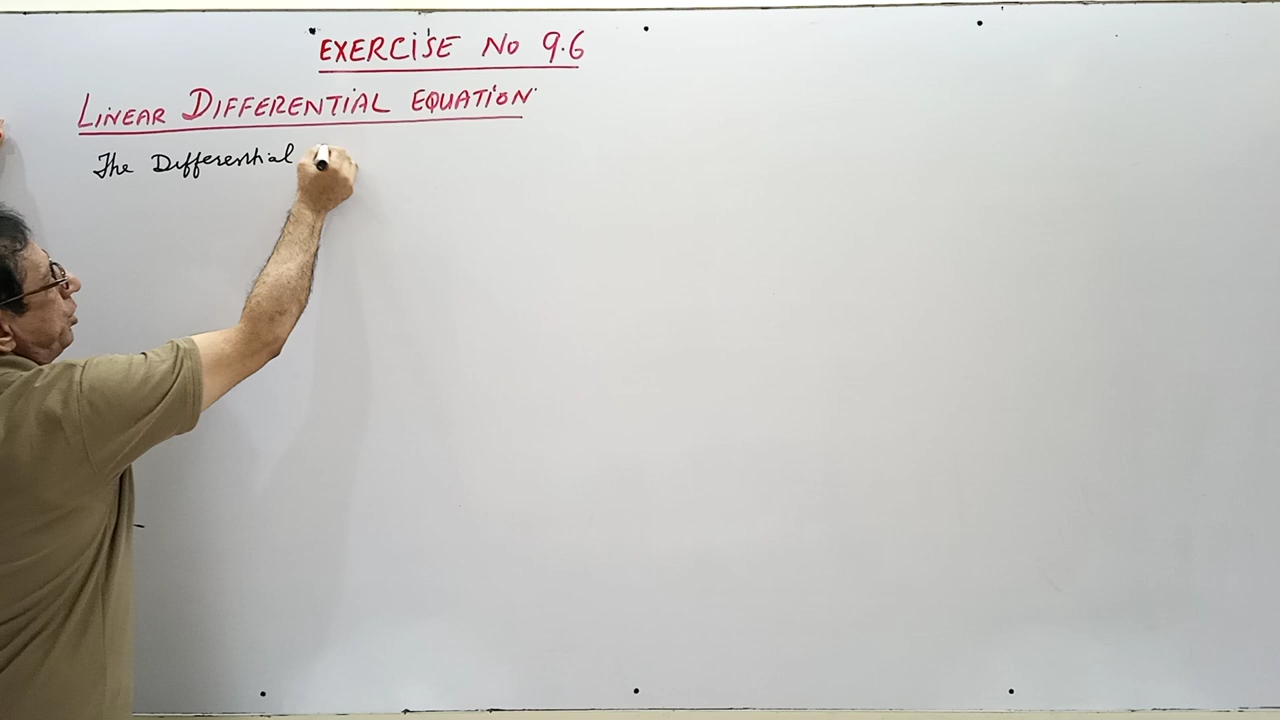 EXERCISE No 9.6
LINEAR DIFFERENTIAL EQUATION
The Differential